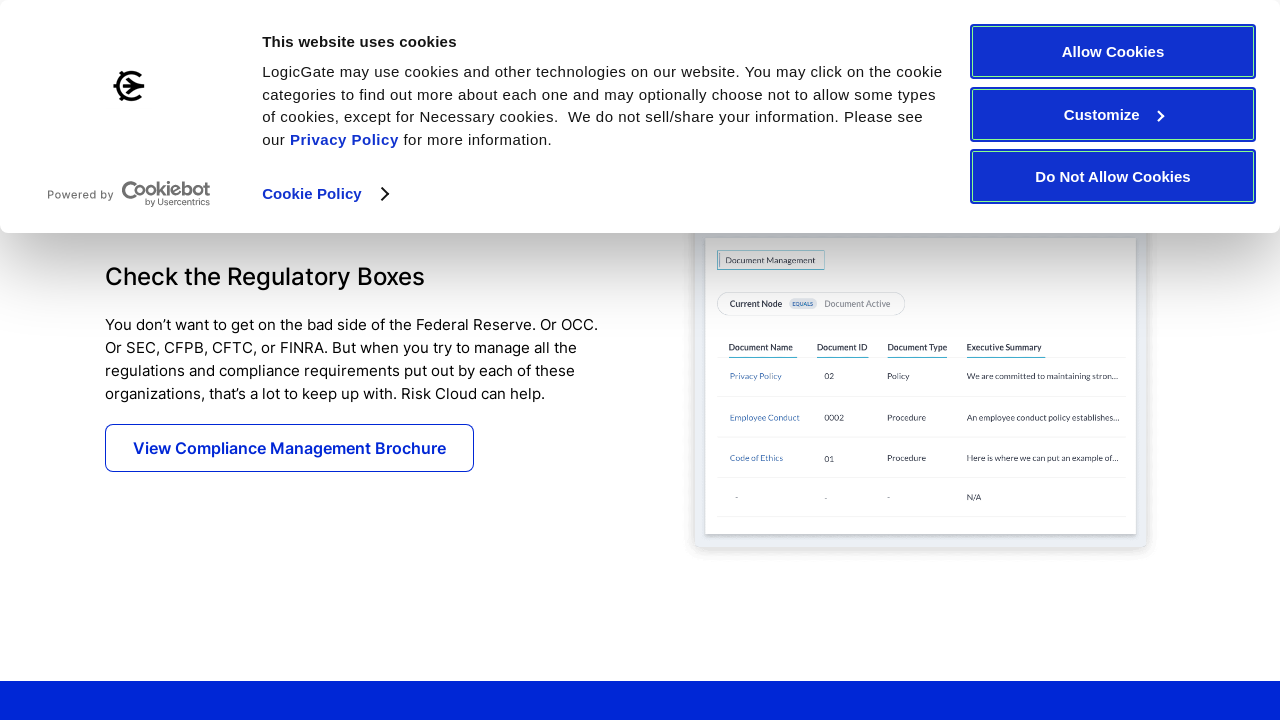 This website uses cookies
LogicGate may use cookies and other technologies on our website. You may click on the cookie
categories to find out more about each one and may optionally choose not to allow some types
of cookies, except for Necessary cookies.  We do not sell/share your information. Please see
our Privacy Policy for more information.
Powered by Cookiebot
by Usercentrics
Cookie Policy
Allow Cookies
Customize
Do Not Allow Cookies
Check the Regulatory Boxes
You don’t want to get on the bad side of the Federal Reserve. Or OCC.
Or SEC, CFPB, CFTC, or FINRA. But when you try to manage all the
regulations and compliance requirements put out by each of these
organizations, that’s a lot to keep up with. Risk Cloud can help.
View Compliance Management Brochure
Document Management
Current Node EQUALS Document Active
Document Name Document ID Document Type Executive Summary
Privacy Policy 02 Policy We are committed to maintaining stron...
Employee Conduct 0002 Procedure An employee conduct policy establishes...
Code of Ethics 01 Procedure Here is where we can put an example of...
- - - N/A